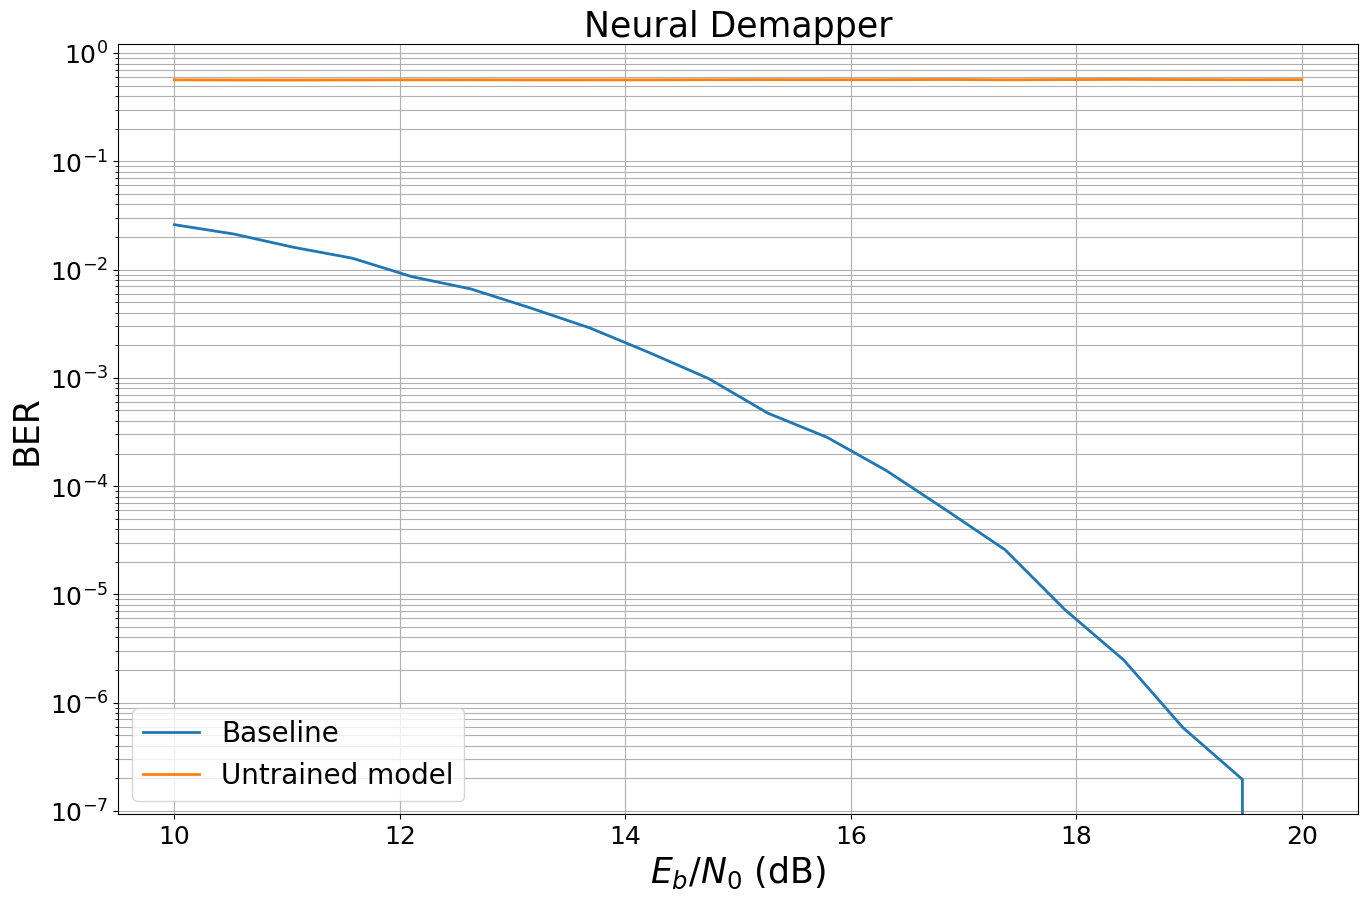 Neural Demapper
10⁰
10⁻¹
10⁻²
10⁻³
10⁻⁴
10⁻⁵
10⁻⁶
10⁻⁷
BER
Baseline
Untrained model
10 12 14 16 18 20
E_b/N_0 (dB)